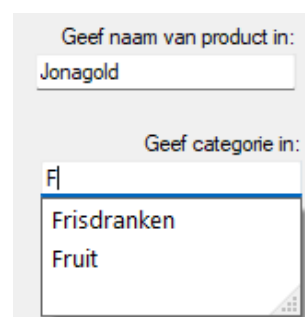 Geef naam van product in:
Jonagold
Geef categorie in:
F
Frisdranken
Fruit